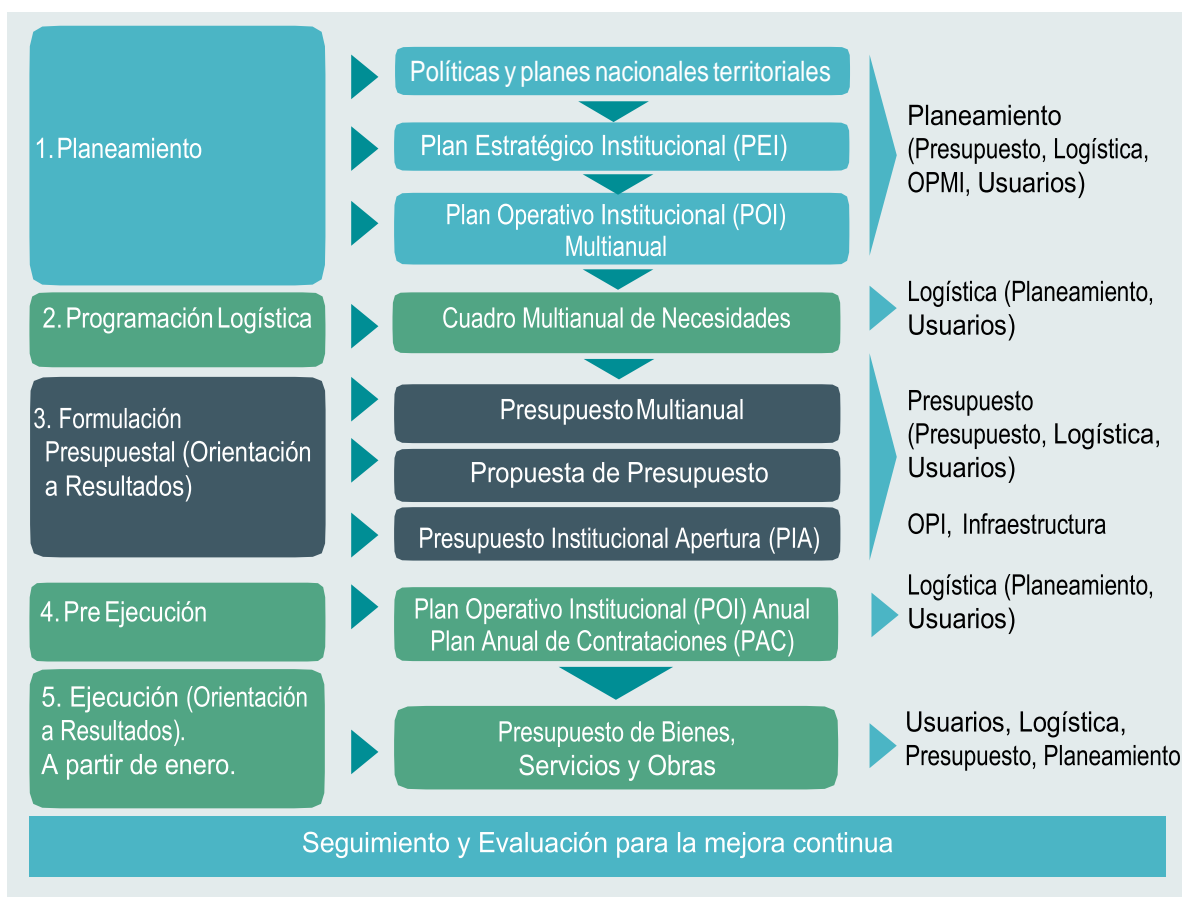 1. Planeamiento
Políticas y planes nacionales territoriales
Plan Estratégico Institucional (PEI)
Plan Operativo Institucional (POI)
Multianual
Planeamiento
(Presupuesto, Logística,
OPMI, Usuarios)
2. Programación Logística
Cuadro Multianual de Necesidades
Logística (Planeamiento,
Usuarios)
3. Formulación
Presupuestal (Orientación
a Resultados)
Presupuesto Multianual
Propuesta de Presupuesto
Presupuesto Institucional Apertura (PIA)
Presupuesto
(Presupuesto, Logística,
Usuarios)
OPI, Infraestructura
4. Pre Ejecución
Plan Operativo Institucional (POI) Anual
Plan Anual de Contrataciones (PAC)
Logística (Planeamiento,
Usuarios)
5. Ejecución (Orientación
a Resultados).
A partir de enero.
Presupuesto de Bienes,
Servicios y Obras
Usuarios, Logística,
Presupuesto, Planeamiento
Seguimiento y Evaluación para la mejora continua